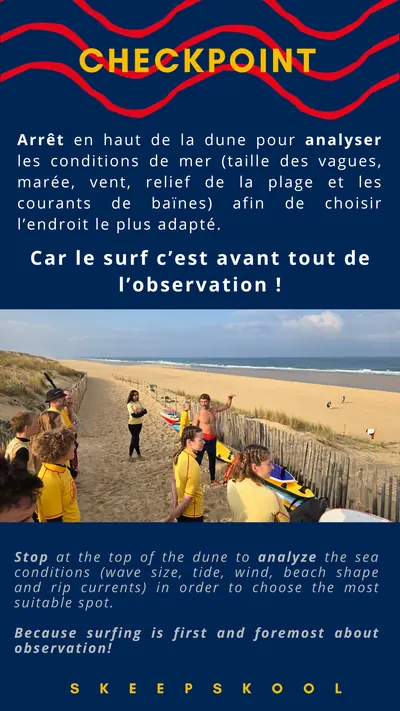 CHECKPOINT
Arrêt en haut de la dune pour analyser
les conditions de mer (taille des vagues,
marée, vent, relief de la plage et les
courants de baïnes) afin de choisir
l'endroit le plus adapté.
Car le surf c'est avant tout de
l'observation !
Stop at the top of the dune to analyze the sea
conditions (wave size, tide, wind, beach shape
and rip currents) in order to choose the most
suitable spot.
Because surfing is first and foremost about
observation!
SKEEPSKOOL